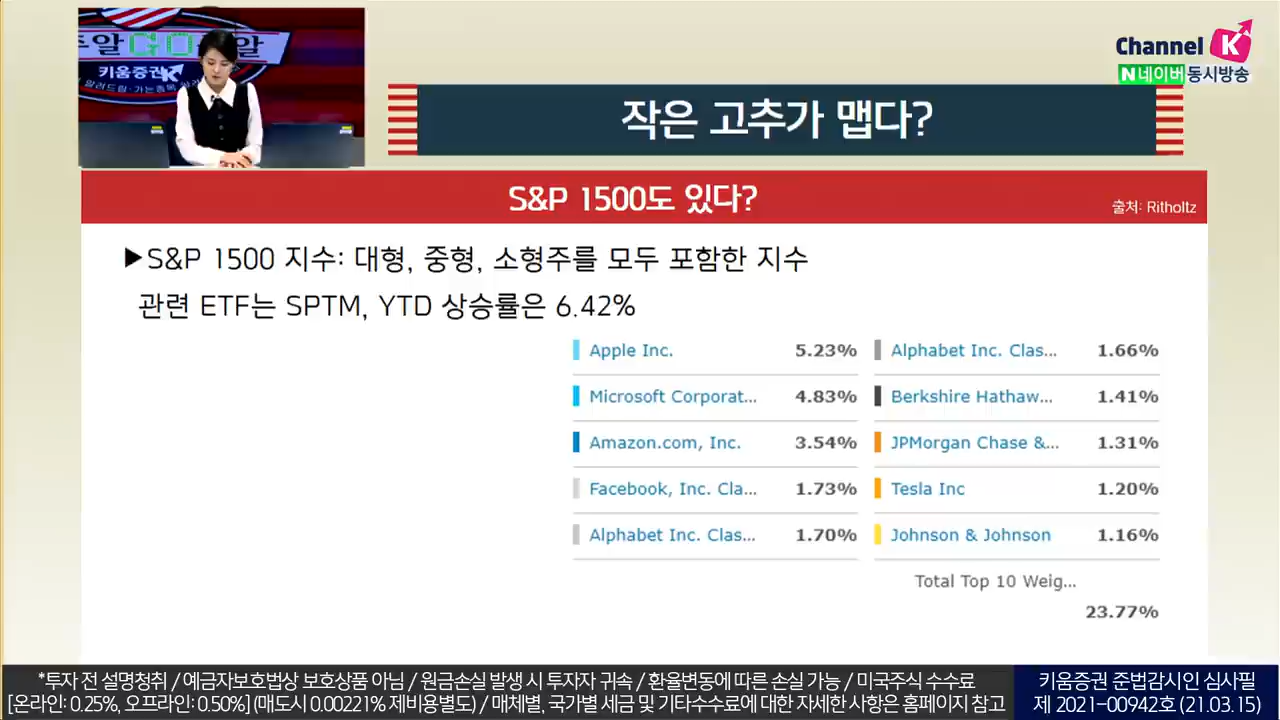 주알GO주알
키움증권
Channel K
N네이버동시방송
작은 고추가 맵다?
S&P 1500도 있다?
출처: Ritholtz
▶S&P 1500 지수: 대형, 중형, 소형주를 모두 포함한 지수
관련 ETF는 SPTM, YTD 상승률은 6.42%
Apple Inc. 5.23%
Microsoft Corporat... 4.83%
Amazon.com, Inc. 3.54%
Facebook, Inc. Cla... 1.73%
Alphabet Inc. Clas... 1.70%
Alphabet Inc. Clas... 1.66%
Berkshire Hathaw... 1.41%
JPMorgan Chase &... 1.31%
Tesla Inc 1.20%
Johnson & Johnson 1.16%
Total Top 10 Weig...
23.77%
*투자 전 설명청취 / 예금자보호법상 보호상품 아님 / 원금손실 발생 시 투자자 귀속 / 환율변동에 따른 손실 가능 / 미국주식 수수료
[온라인: 0.25%, 오프라인: 0.50%] (매도시 0.00221% 제비용별도) / 매체별, 국가별 세금 및 기타수수료에 대한 자세한 사항은 홈페이지 참고
키움증권 준법감시인 심사필
제 2021-00942호 (21.03.15)